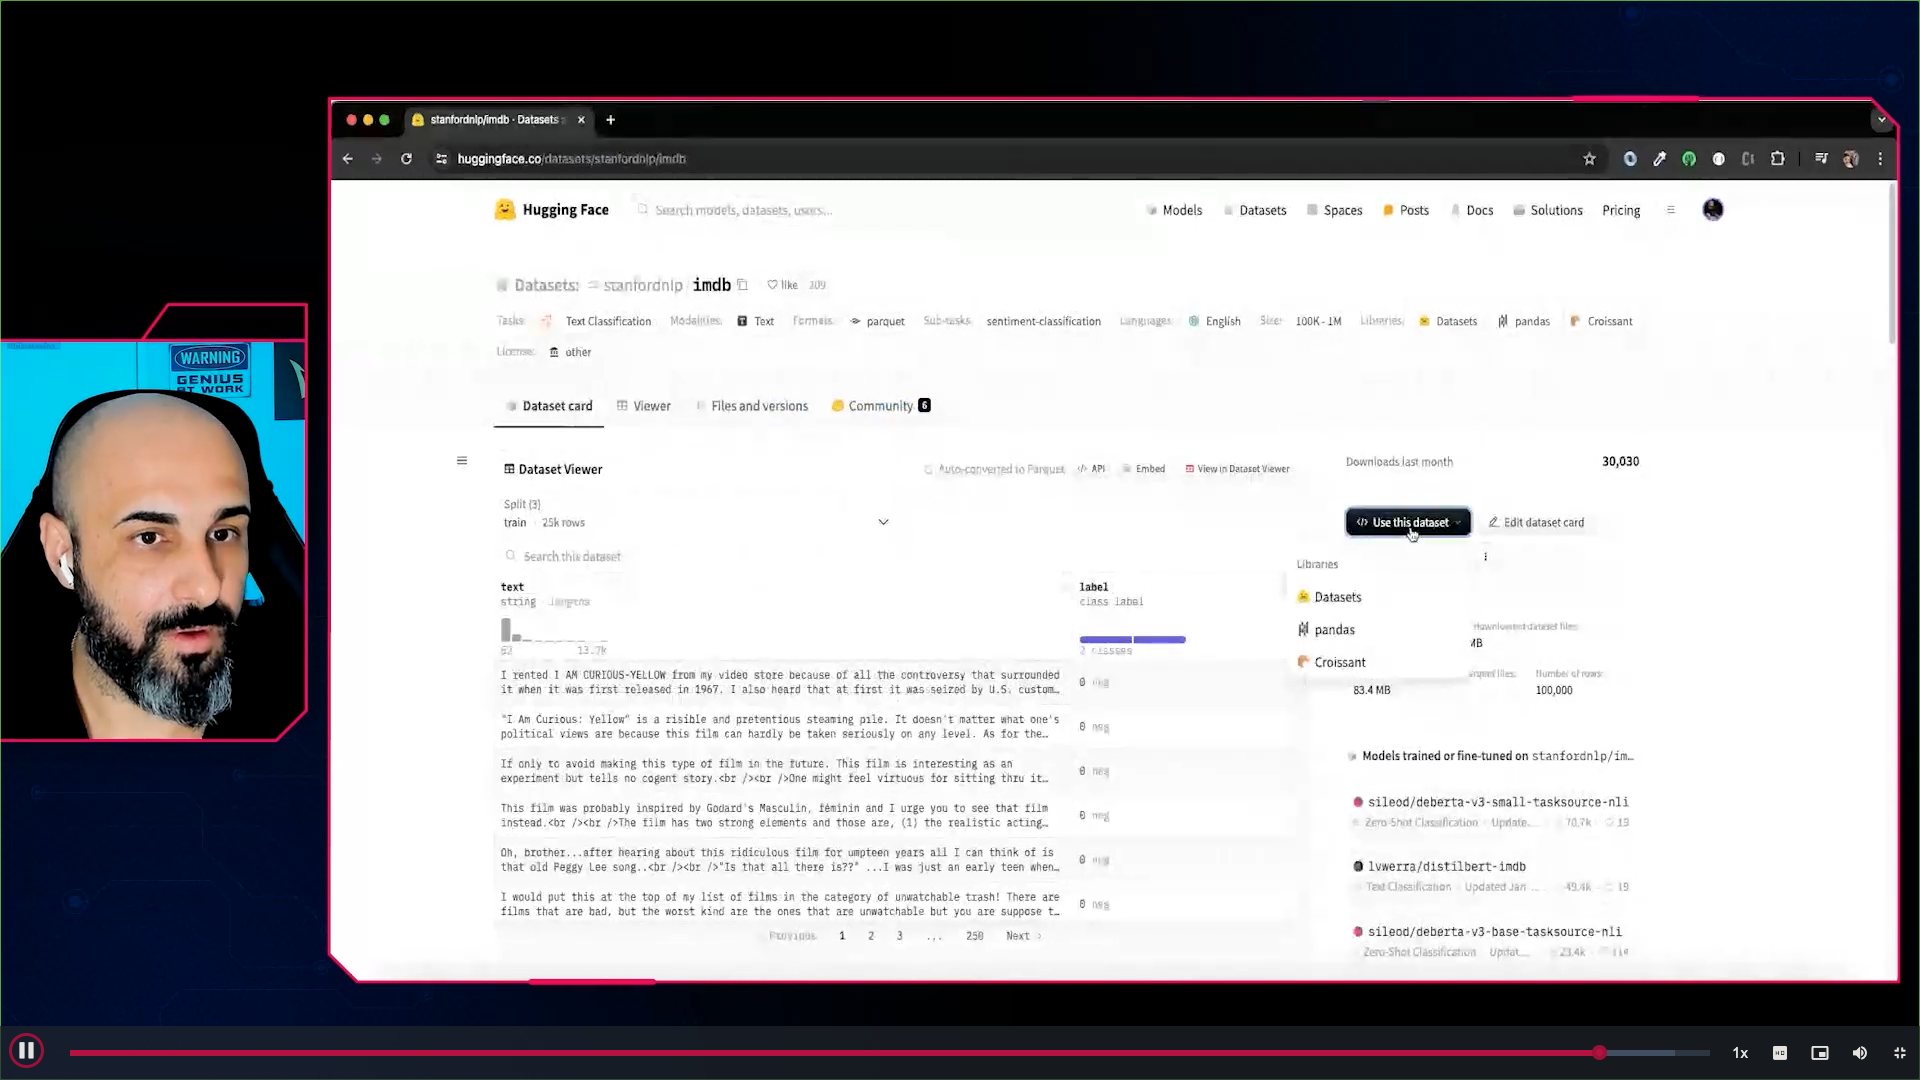 stanfordnlp/imdb · Datasets
huggingface.co/datasets/stanfordnlp/imdb
Hugging Face
Search models, datasets, users...
Models
Datasets
Spaces
Posts
Docs
Solutions
Pricing
Datasets: stanfordnlp imdb like 209
Tasks: Text Classification Modalities: Text Formats: parquet Sub-tasks: sentiment-classification Languages: English Size: 100K - 1M Libraries: Datasets pandas Croissant
License: other
WARNING
GENIUS
AT WORK
Dataset card Viewer Files and versions Community 6
Dataset Viewer
Auto-converted to Parquet </> API Embed View in Dataset Viewer
Split (3)
train · 25k rows
Search this dataset
text
string · lengths
13.7k
label
class label
2 classes
I rented I AM CURIOUS-YELLOW from my video store because of all the controversy that surrounded
it when it was first released in 1967. I also heard that at first it was seized by U.S. custom…
0 neg
"I Am Curious: Yellow" is a risible and pretentious steaming pile. It doesn't matter what one's
political views are because this film can hardly be taken seriously on any level. As for the…
0 neg
If only to avoid making this type of film in the future. This film is interesting as an
experiment but tells no cogent story.<br /><br />One might feel virtuous for sitting thru it…
0 neg
This film was probably inspired by Godard's Masculin, féminin and I urge you to see that film
instead.<br /><br />The film has two strong elements and those are, (1) the realistic acting…
0 neg
Oh, brother...after hearing about this ridiculous film for umpteen years all I can think of is
that old Peggy Lee song..<br /><br />"Is that all there is??" ...I was just an early teen when…
0 neg
I would put this at the top of my list of films in the category of unwatchable trash! There are
films that are bad, but the worst kind are the ones that are unwatchable but you are suppose t…
0 neg
Previous 1 2 3 ... 250 Next >
Downloads last month 30,030
</> Use this dataset
Edit dataset card
Libraries
Datasets
pandas
Croissant
downloaded dataset files:
MB
Number of rows:
83.4 MB
100,000
Models trained or fine-tuned on stanfordnlp/im…
sileod/deberta-v3-small-tasksource-nli
Zero-Shot Classification · Update… 70.7k 19
lvwerra/distilbert-imdb
Text Classification · Updated Jan … 49.4k 19
sileod/deberta-v3-base-tasksource-nli
Zero-Shot Classification · Updat… 23.4k
1x
HD